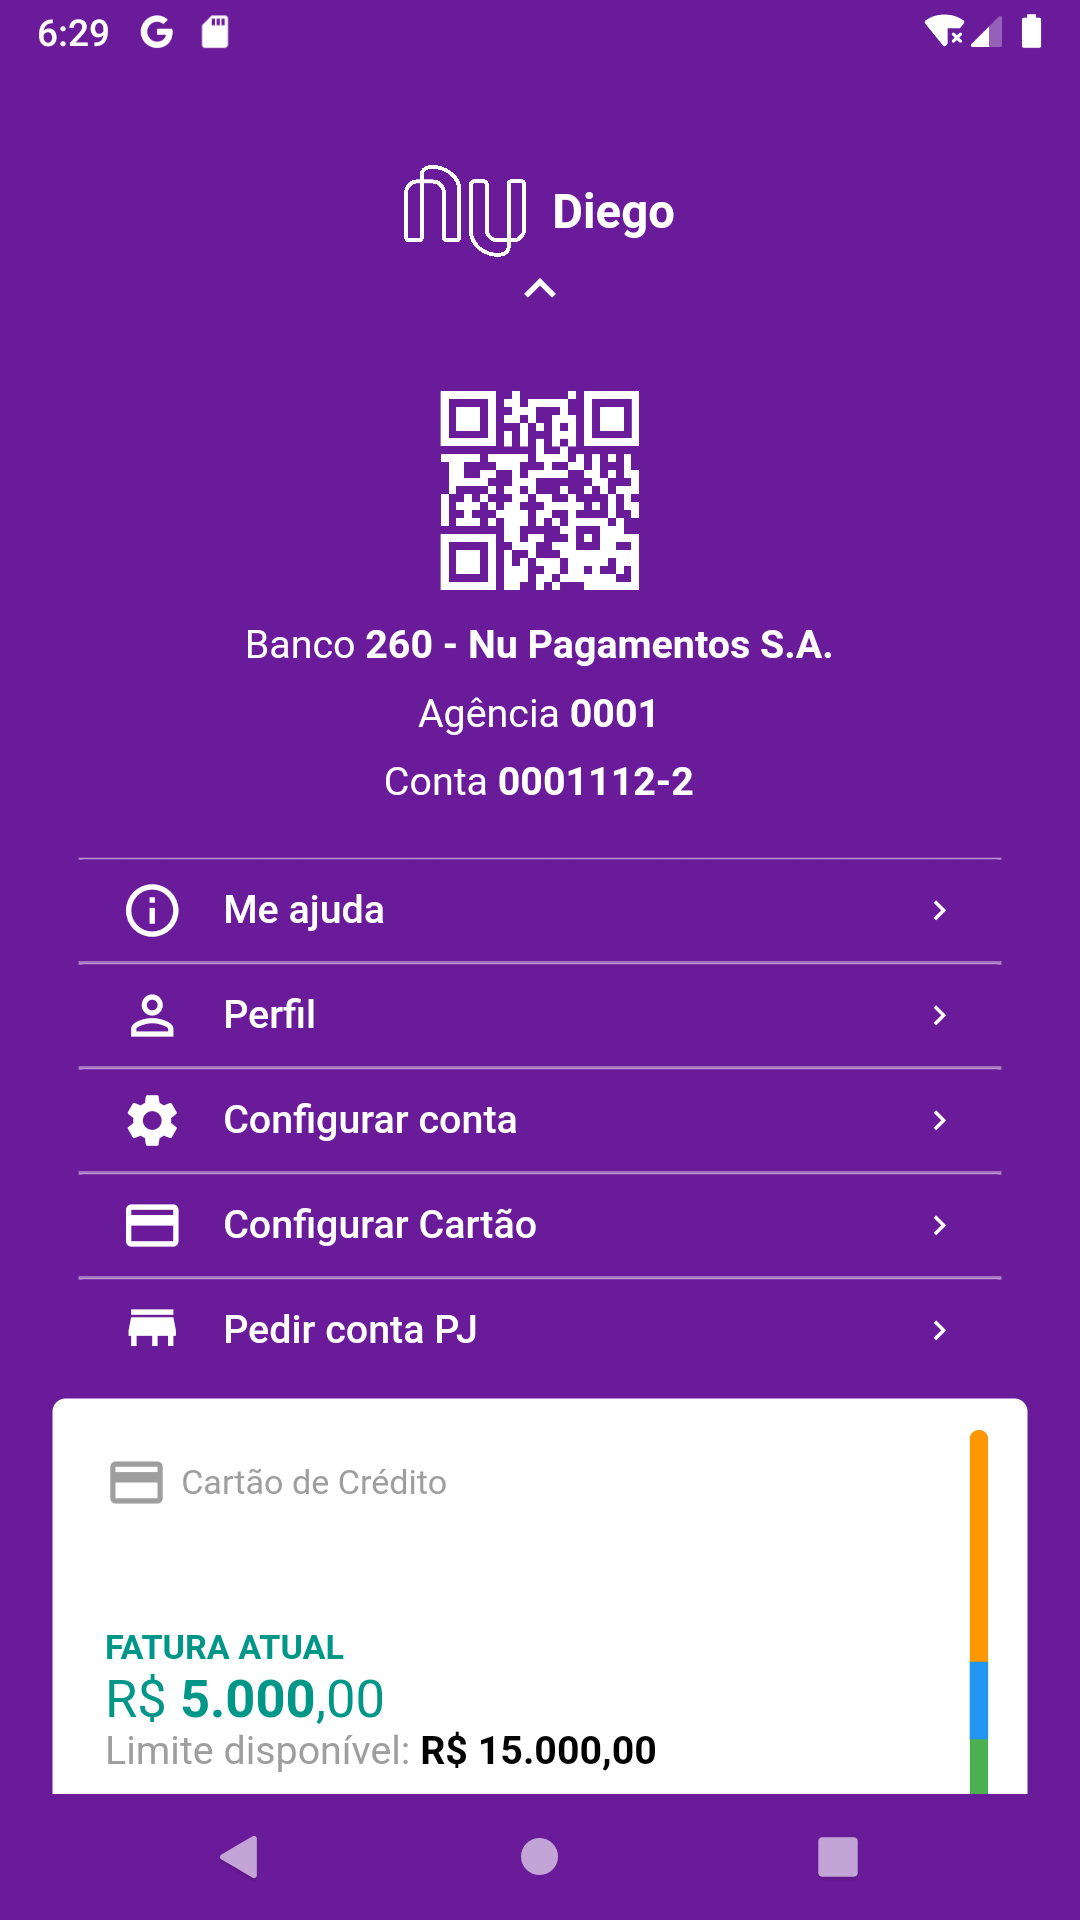 6:29
nu Diego
Banco 260 - Nu Pagamentos S.A.
Agência 0001
Conta 0001112-2
Me ajuda
Perfil
Configurar conta
Configurar Cartão
Pedir conta PJ
Cartão de Crédito
FATURA ATUAL
R$ 5.000,00
Limite disponível: R$ 15.000,00